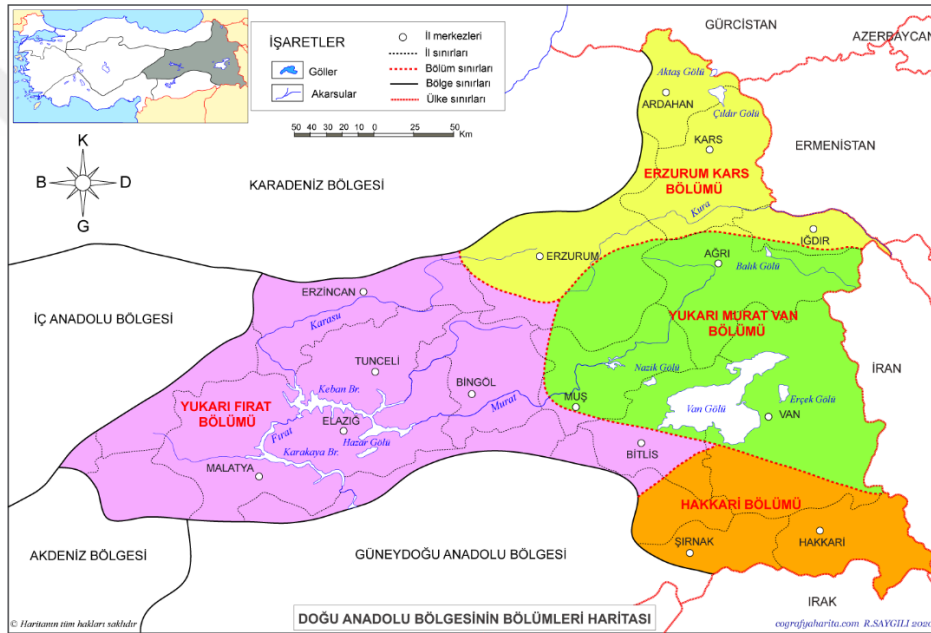 İŞARETLER
Göller
Akarsular
İl merkezleri
İl sınırları
Bölüm sınırları
Bölge sınırları
Ülke sınırları
50 40 30 20 10 0 50
Km
K
B D
G
GÜRCİSTAN
AZERBAYCAN
ERMENİSTAN
İRAN
IRAK
KARADENİZ BÖLGESİ
İÇ ANADOLU BÖLGESİ
AKDENİZ BÖLGESİ
GÜNEYDOĞU ANADOLU BÖLGESİ
Aktaş Gölü
ARDAHAN
Çıldır Gölü
KARS
ERZURUM KARS
BÖLÜMÜ
Kura
IĞDIR
ERZURUM
AĞRI
Balık Gölü
YUKARI MURAT VAN
BÖLÜMÜ
Nazik Gölü
Van Gölü
Erçek Gölü
VAN
MUŞ
ERZİNCAN
Karasu
TUNCELİ
Keban Br.
BİNGÖL
Murat
YUKARI FIRAT
BÖLÜMÜ
ELAZIĞ
Fırat
Hazar Gölü
Karakaya Br.
MALATYA
BİTLİS
HAKKARİ BÖLÜMÜ
ŞIRNAK
HAKKARİ
© Haritanın tüm hakları saklıdır
DOĞU ANADOLU BÖLGESİNİN BÖLÜMLERİ HARİTASI
cografyaharita.com R.SAYGILI 2020